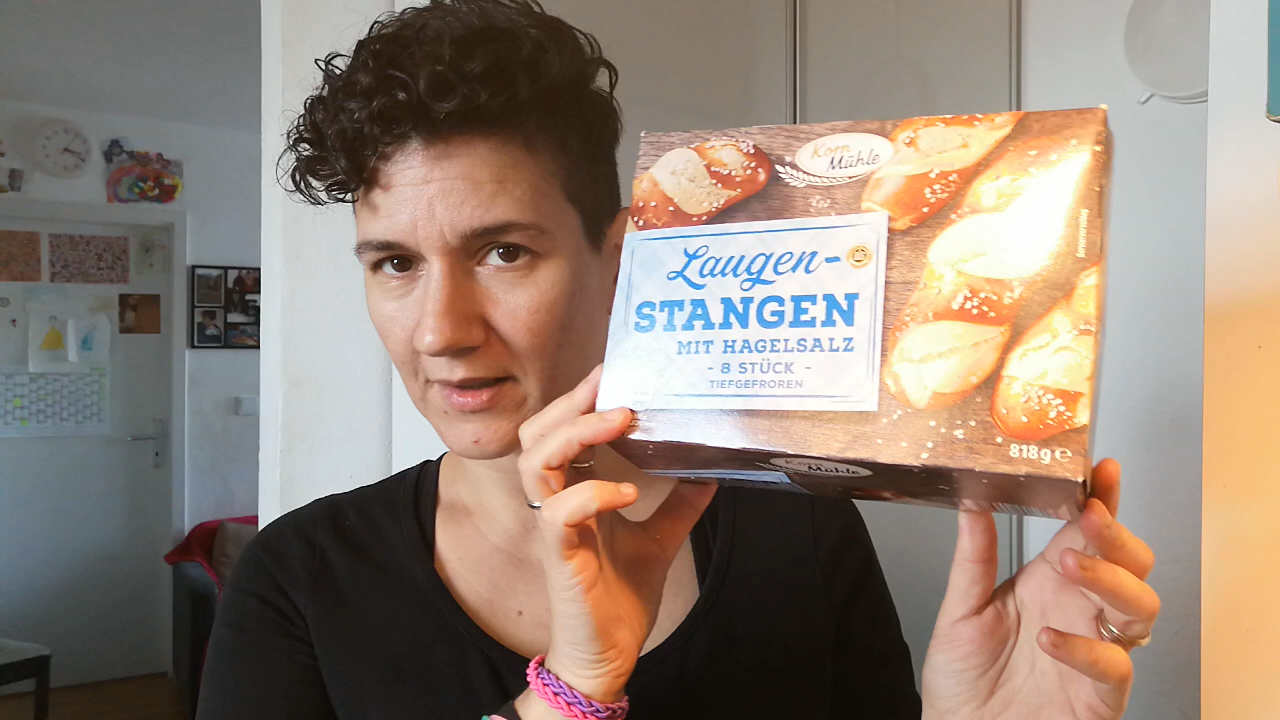 Korn
Mühle
Laugen-
STANGEN
MIT HAGELSALZ
- 8 STÜCK -
TIEFGEFROREN
818g e
Korn
Mühle